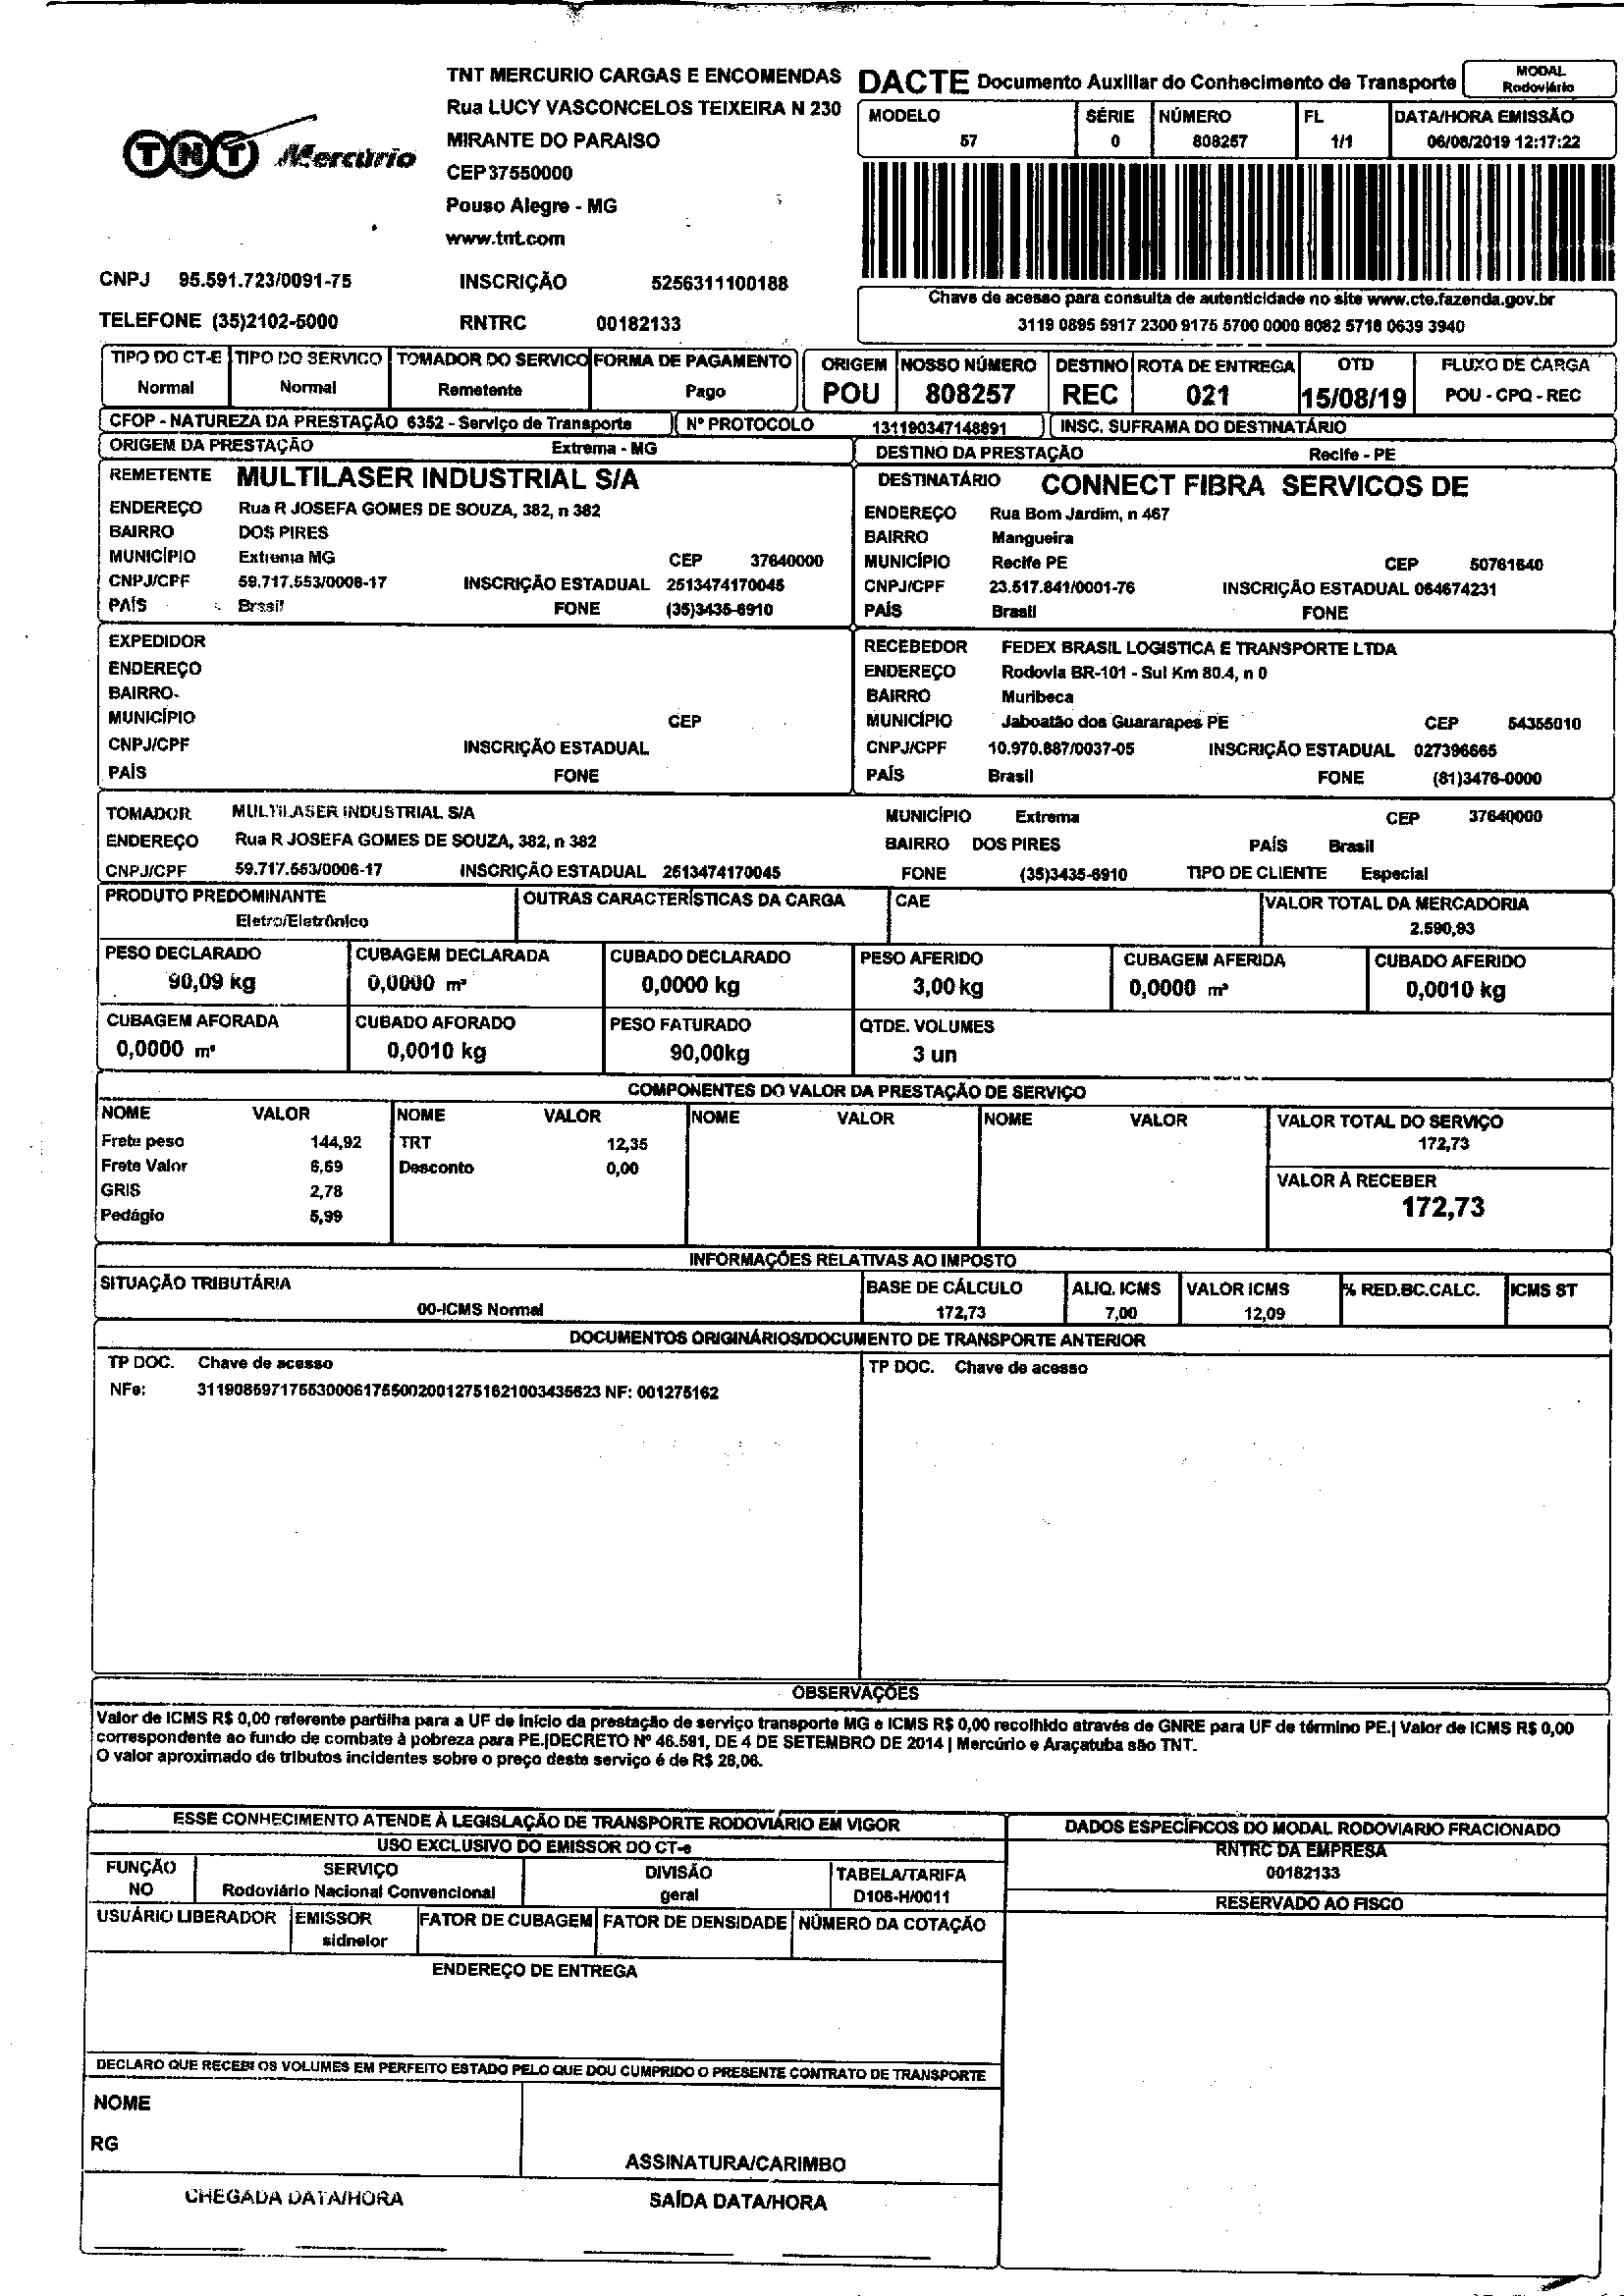 TNT Mercúrio
TNT MERCURIO CARGAS E ENCOMENDAS
Rua LUCY VASCONCELOS TEIXEIRA N 230
MIRANTE DO PARAISO
CEP37550000
Pouso Alegre - MG
www.tnt.com
CNPJ 95.591.723/0091-75 INSCRIÇÃO 5256311100188
TELEFONE (35)2102-5000 RNTRC 00182133
DACTE Documento Auxiliar do Conhecimento de Transporte
MODAL
Rodoviário
MODELO SÉRIE NÚMERO FL DATA/HORA EMISSÃO
57 0 808257 1/1 06/08/2019 12:17:22
Chave de acesso para consulta de autenticidade no site www.cte.fazenda.gov.br
3119 0895 5917 2300 9175 5700 0000 8082 5718 0639 3940
TIPO DO CT-E TIPO DO SERVICO TOMADOR DO SERVICO FORMA DE PAGAMENTO
Normal Normal Remetente Pago
ORIGEM NOSSO NÚMERO DESTINO ROTA DE ENTREGA OTD FLUXO DE CARGA
POU 808257 REC 021 15/08/19 POU - CPQ - REC
CFOP - NATUREZA DA PRESTAÇÃO 6352 - Serviço de Transporte Nº PROTOCOLO 131190347148891 INSC. SUFRAMA DO DESTINATÁRIO
ORIGEM DA PRESTAÇÃO Extrema - MG DESTINO DA PRESTAÇÃO Recife - PE
REMETENTE MULTILASER INDUSTRIAL S/A
ENDEREÇO Rua R JOSEFA GOMES DE SOUZA, 382, n 382
BAIRRO DOS PIRES
MUNICÍPIO Extrema MG CEP 37640000
CNPJ/CPF 59.717.553/0006-17 INSCRIÇÃO ESTADUAL 2513474170045
PAÍS Brasil FONE (35)3435-6910
DESTINATÁRIO CONNECT FIBRA SERVICOS DE
ENDEREÇO Rua Bom Jardim, n 467
BAIRRO Mangueira
MUNICÍPIO Recife PE CEP 50761640
CNPJ/CPF 23.517.841/0001-76 INSCRIÇÃO ESTADUAL 064674231
PAÍS Brasil FONE
EXPEDIDOR
ENDEREÇO
BAIRRO
MUNICÍPIO CEP
CNPJ/CPF INSCRIÇÃO ESTADUAL
PAÍS FONE
RECEBEDOR FEDEX BRASIL LOGISTICA E TRANSPORTE LTDA
ENDEREÇO Rodovia BR-101 - Sul Km 80.4, n 0
BAIRRO Muribeca
MUNICÍPIO Jaboatão dos Guararapes PE CEP 54355010
CNPJ/CPF 10.970.887/0037-05 INSCRIÇÃO ESTADUAL 027396665
PAÍS Brasil FONE (81)3476-0000
TOMADOR MULTILASER INDUSTRIAL S/A MUNICÍPIO Extrema CEP 37640000
ENDEREÇO Rua R JOSEFA GOMES DE SOUZA, 382, n 382 BAIRRO DOS PIRES PAÍS Brasil
CNPJ/CPF 59.717.553/0006-17 INSCRIÇÃO ESTADUAL 2513474170045 FONE (35)3435-6910 TIPO DE CLIENTE Especial
PRODUTO PREDOMINANTE OUTRAS CARACTERÍSTICAS DA CARGA CAE VALOR TOTAL DA MERCADORIA
Eletro/Eletrônico 2.590,93
PESO DECLARADO CUBAGEM DECLARADA CUBADO DECLARADO PESO AFERIDO CUBAGEM AFERIDA CUBADO AFERIDO
90,09 kg 0,0000 m³ 0,0000 kg 3,00 kg 0,0000 m³ 0,0010 kg
CUBAGEM AFORADA CUBADO AFORADO PESO FATURADO QTDE. VOLUMES
0,0000 m³ 0,0010 kg 90,00kg 3 un
COMPONENTES DO VALOR DA PRESTAÇÃO DE SERVIÇO
NOME VALOR NOME VALOR NOME VALOR NOME VALOR VALOR TOTAL DO SERVIÇO
Frete peso 144,92 TRT 12,35 172,73
Frete Valor 6,69 Desconto 0,00
GRIS 2,78 VALOR À RECEBER
Pedágio 5,99 172,73
INFORMAÇÕES RELATIVAS AO IMPOSTO
SITUAÇÃO TRIBUTÁRIA BASE DE CÁLCULO ALIQ. ICMS VALOR ICMS % RED.BC.CALC. ICMS ST
00-ICMS Normal 172,73 7,00 12,09
DOCUMENTOS ORIGINÁRIOS/DOCUMENTO DE TRANSPORTE ANTERIOR
TP DOC. Chave de acesso TP DOC. Chave de acesso
NFe: 31190859717553000617550020012751621003435623 NF: 001275162
OBSERVAÇÕES
Valor de ICMS R$ 0,00 referente partilha para a UF de início da prestação de serviço transporte MG e ICMS R$ 0,00 recolhido através de GNRE para UF de término PE.| Valor de ICMS R$ 0,00
correspondente ao fundo de combate à pobreza para PE.|DECRETO Nº 46.591, DE 4 DE SETEMBRO DE 2014 | Mercúrio e Araçatuba são TNT.
O valor aproximado de tributos incidentes sobre o preço deste serviço é de R$ 28,06.
ESSE CONHECIMENTO ATENDE À LEGISLAÇÃO DE TRANSPORTE RODOVIÁRIO EM VIGOR
USO EXCLUSIVO DO EMISSOR DO CT-e
FUNÇÃO SERVIÇO DIVISÃO TABELA/TARIFA
NO Rodoviário Nacional Convencional geral D106-H/0011
USUÁRIO LIBERADOR EMISSOR FATOR DE CUBAGEM FATOR DE DENSIDADE NÚMERO DA COTAÇÃO
sidneior
ENDEREÇO DE ENTREGA
DADOS ESPECÍFICOS DO MODAL RODOVIARIO FRACIONADO
RNTRC DA EMPRESA
00182133
RESERVADO AO FISCO
DECLARO QUE RECEBI OS VOLUMES EM PERFEITO ESTADO PELO QUE DOU CUMPRIDO O PRESENTE CONTRATO DE TRANSPORTE
NOME
RG
ASSINATURA/CARIMBO
CHEGADA DATA/HORA SAÍDA DATA/HORA